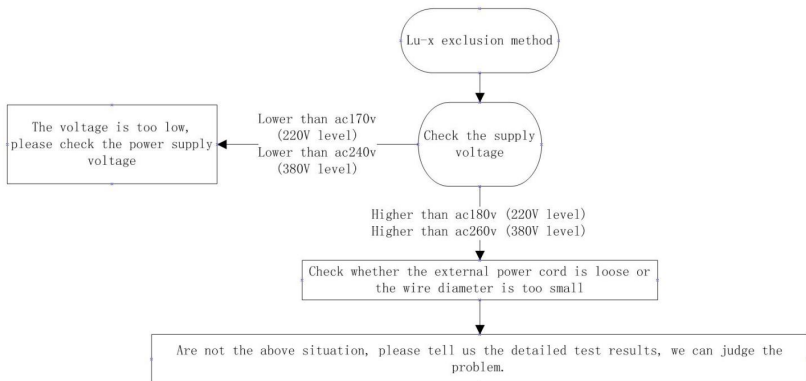 Lu-x exclusion method
Check the supply
voltage
Lower than ac170v
(220V level)
Lower than ac240v
(380V level)
The voltage is too low,
please check the power supply
voltage
Higher than ac180v (220V level)
Higher than ac260v (380V level)
Check whether the external power cord is loose or
the wire diameter is too small
Are not the above situation, please tell us the detailed test results, we can judge the
problem.